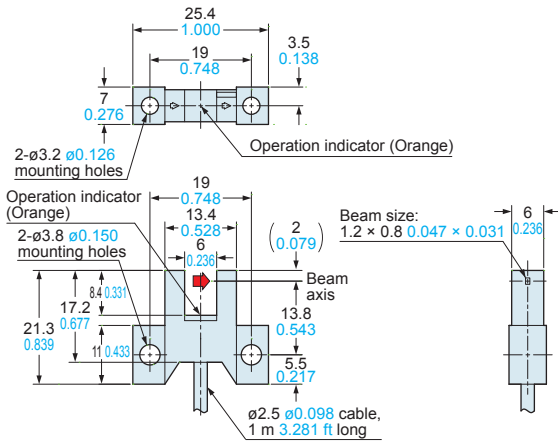 25.4
1.000
19
0.748
3.5
0.138
7
0.276
2-ø3.2 ø0.126
mounting holes
Operation indicator (Orange)
Operation indicator
(Orange)
19
0.748
13.4
0.528
6
0.236
2-ø3.8 ø0.150
mounting holes
( 2
0.079 )
Beam
axis
8.4 0.331
17.2
0.677
21.3
0.839
11 0.433
13.8
0.543
5.5
0.217
ø2.5 ø0.098 cable,
1 m 3.281 ft long
Beam size:
1.2 × 0.8 0.047 × 0.031
6
0.236